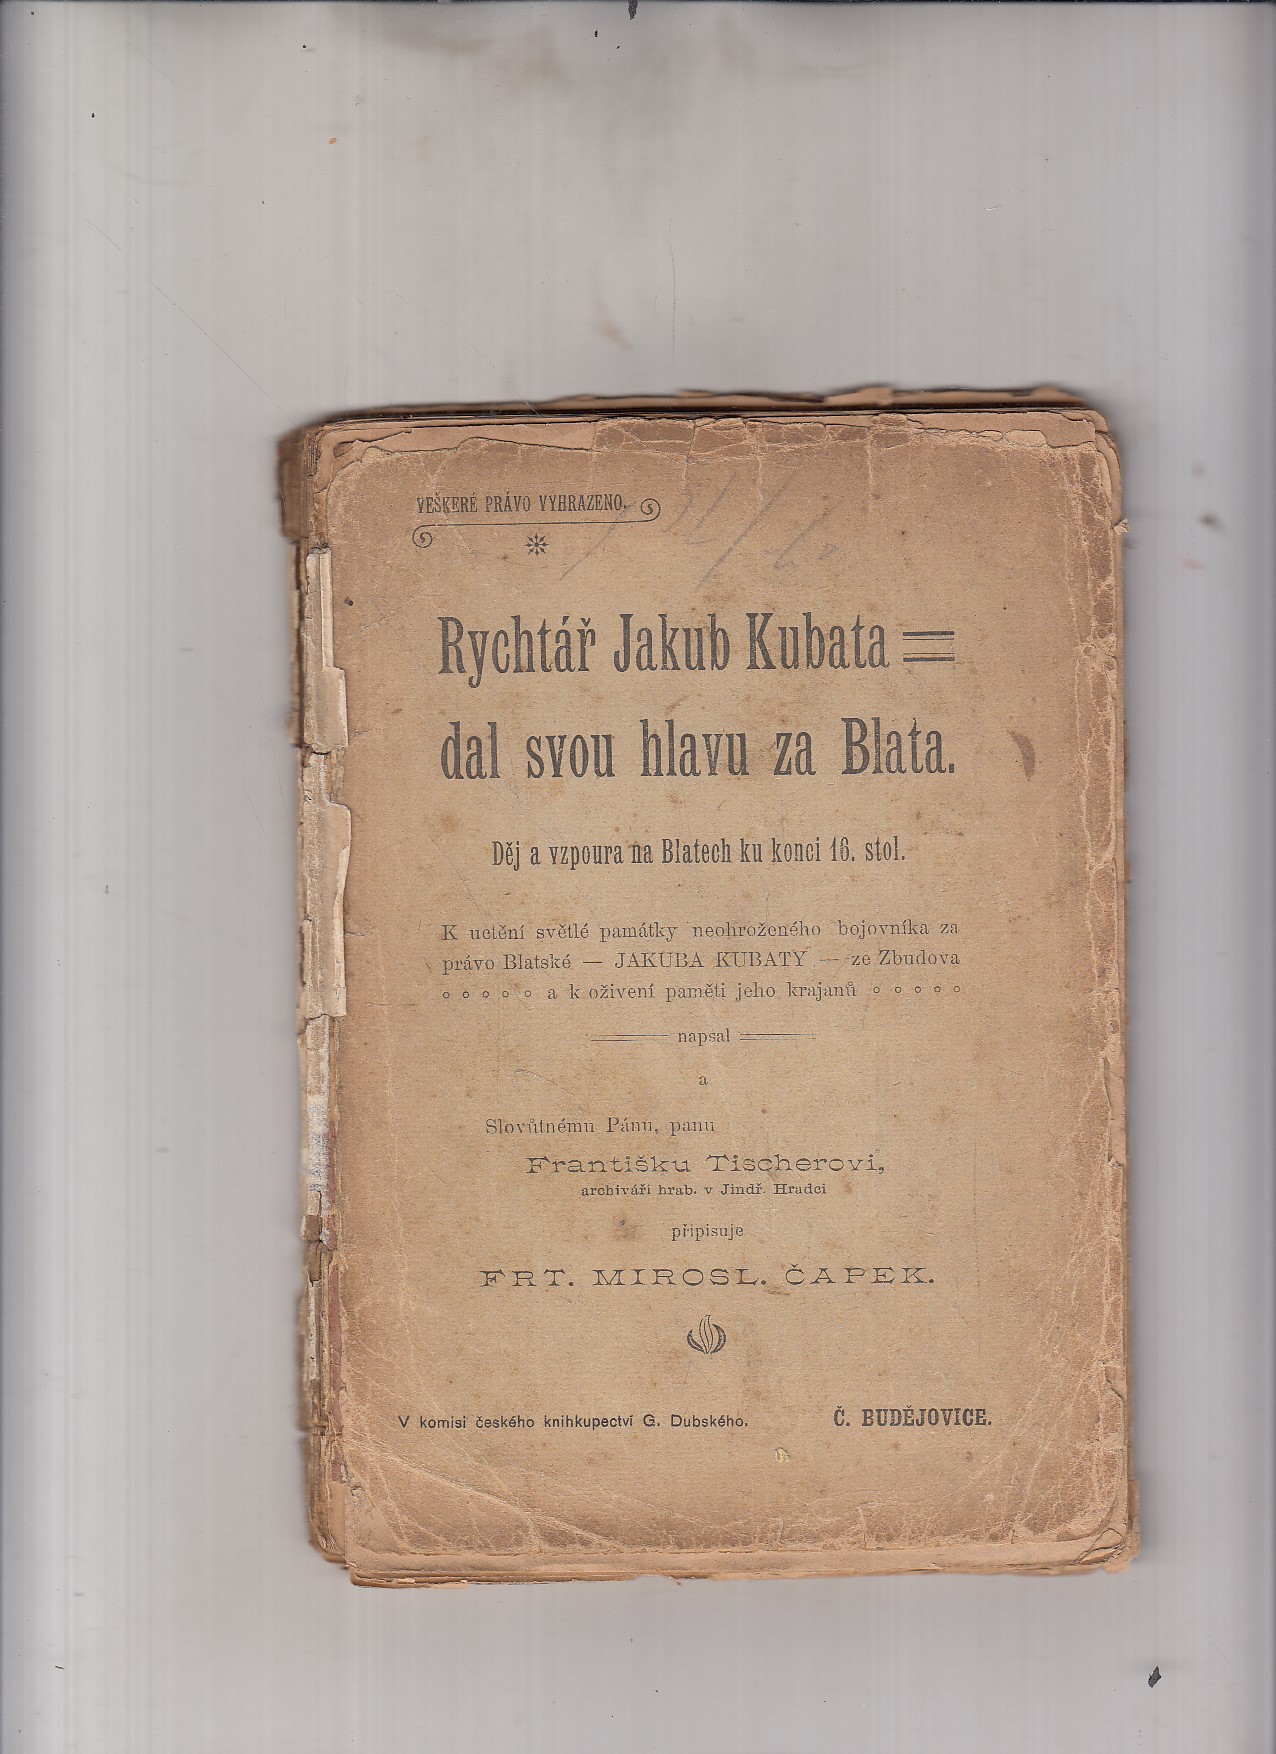 VEŠKERÉ PRÁVO VYHRAZENO.
Rychtář Jakub Kubata
dal svou hlavu za Blata.
Děj a vzpoura na Blatech ku konci 16. stol.
K uctění světlé památky neohroženého bojovníka za
právo Blatské — JAKUBA KUBATY — ze Zbudova
a k oživení paměti jeho krajanů
napsal
a
Slovůtnému Pánu, panu
Františku Tischerovi,
archiváři hrab. v Jindř. Hradci
připisuje
FRT. MIROSL. ČAPEK.
V komisi českého knihkupectví G. Dubského. Č. BUDĚJOVICE.